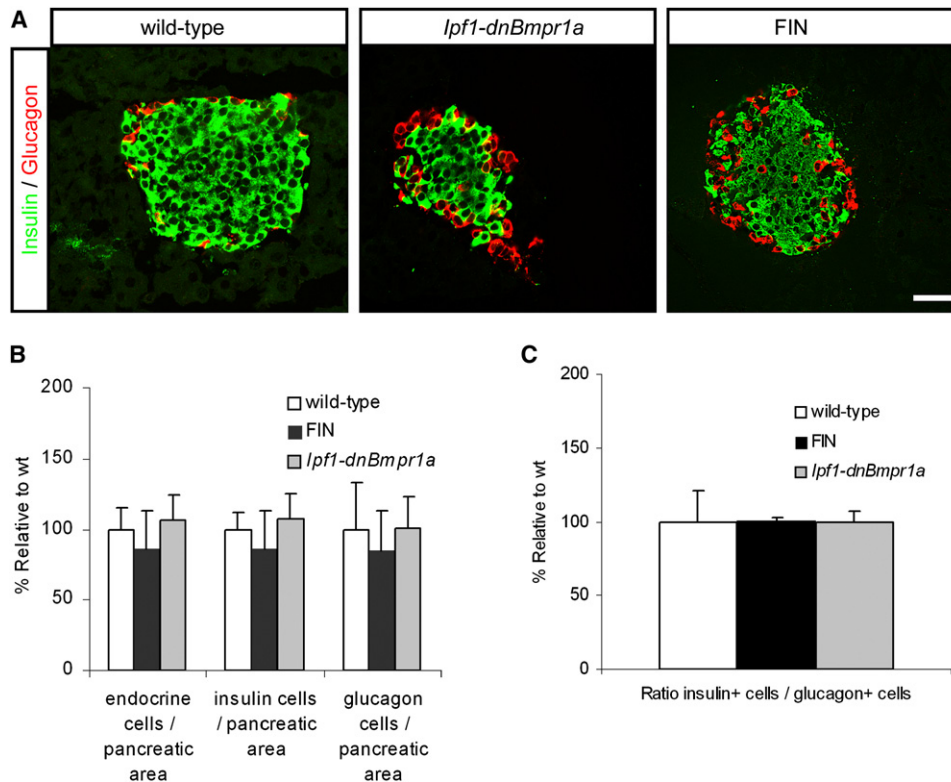 A
wild-type
Ipf1-dnBmpr1a
FIN
Insulin / Glucagon
B
200
150
100
50
0
% Relative to wt
wild-type
FIN
Ipf1-dnBmpr1a
endocrine
cells /
pancreatic
area
insulin cells
/ pancreatic
area
glucagon
cells /
pancreatic
area
C
200
150
100
50
0
% Relative to wt
wild-type
FIN
Ipf1-dnBmpr1a
Ratio insulin+ cells / glucagon+ cells